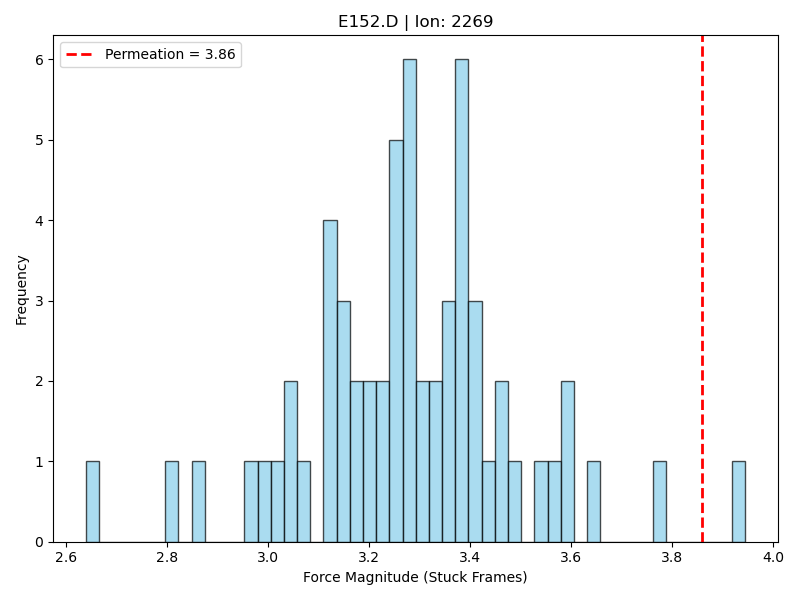 E152.D | Ion: 2269
Permeation = 3.86
Frequency
6
5
4
3
2
1
0
2.6 2.8 3.0 3.2 3.4 3.6 3.8 4.0
Force Magnitude (Stuck Frames)